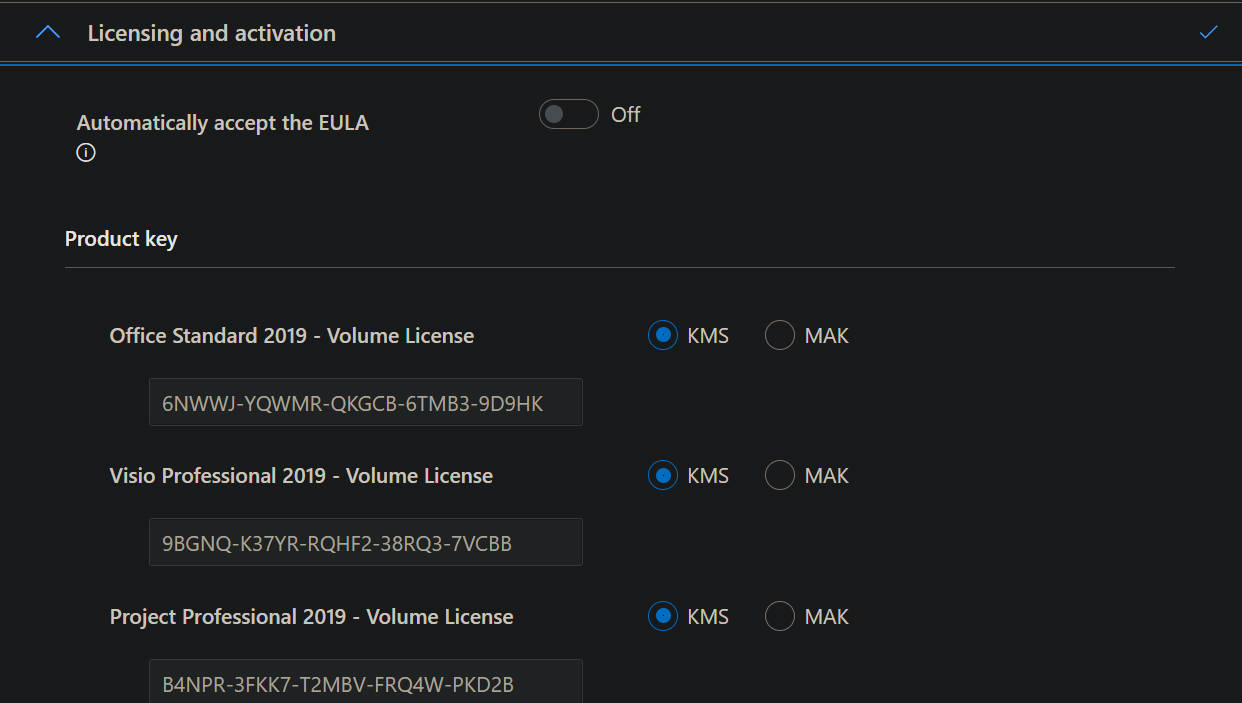 Licensing and activation
Automatically accept the EULA
Off
Product key
Office Standard 2019 - Volume License
KMS
MAK
6NWWJ-YQWMR-QKGCB-6TMB3-9D9HK
Visio Professional 2019 - Volume License
KMS
MAK
9BGNQ-K37YR-RQHF2-38RQ3-7VCBB
Project Professional 2019 - Volume License
KMS
MAK
B4NPR-3FKK7-T2MBV-FRQ4W-PKD2B